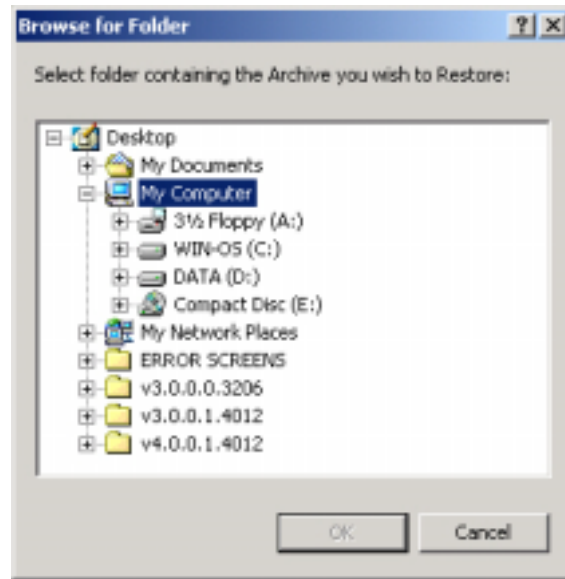 Browse for Folder
Select folder containing the Archive you wish to Restore:
Desktop
My Documents
My Computer
3½ Floppy (A:)
WIN-OS (C:)
DATA (D:)
Compact Disc (E:)
My Network Places
ERROR SCREENS
v3.0.0.0.3206
v3.0.0.1.4012
v4.0.0.1.4012
OK Cancel